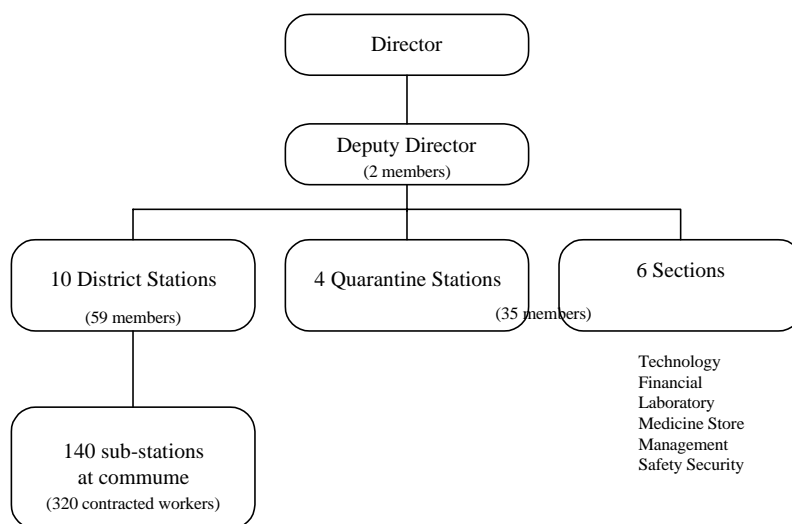 Director
Deputy Director
(2 members)
10 District Stations
(59 members)
4 Quarantine Stations
(35 members)
6 Sections
Technology
Financial
Laboratory
Medicine Store
Management
Safety Security
140 sub-stations
at commume
(320 contracted workers)